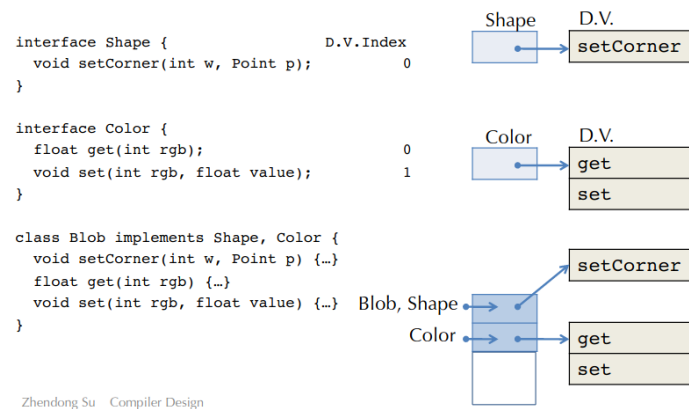 interface Shape { D.V.Index
void setCorner(int w, Point p); 0
}
interface Color {
float get(int rgb); 0
void set(int rgb, float value); 1
}
class Blob implements Shape, Color {
void setCorner(int w, Point p) {…}
float get(int rgb) {…}
void set(int rgb, float value) {…}
}
Shape D.V.
setCorner
Color D.V.
get
set
setCorner
Blob, Shape
Color
get
set
Zhendong Su Compiler Design